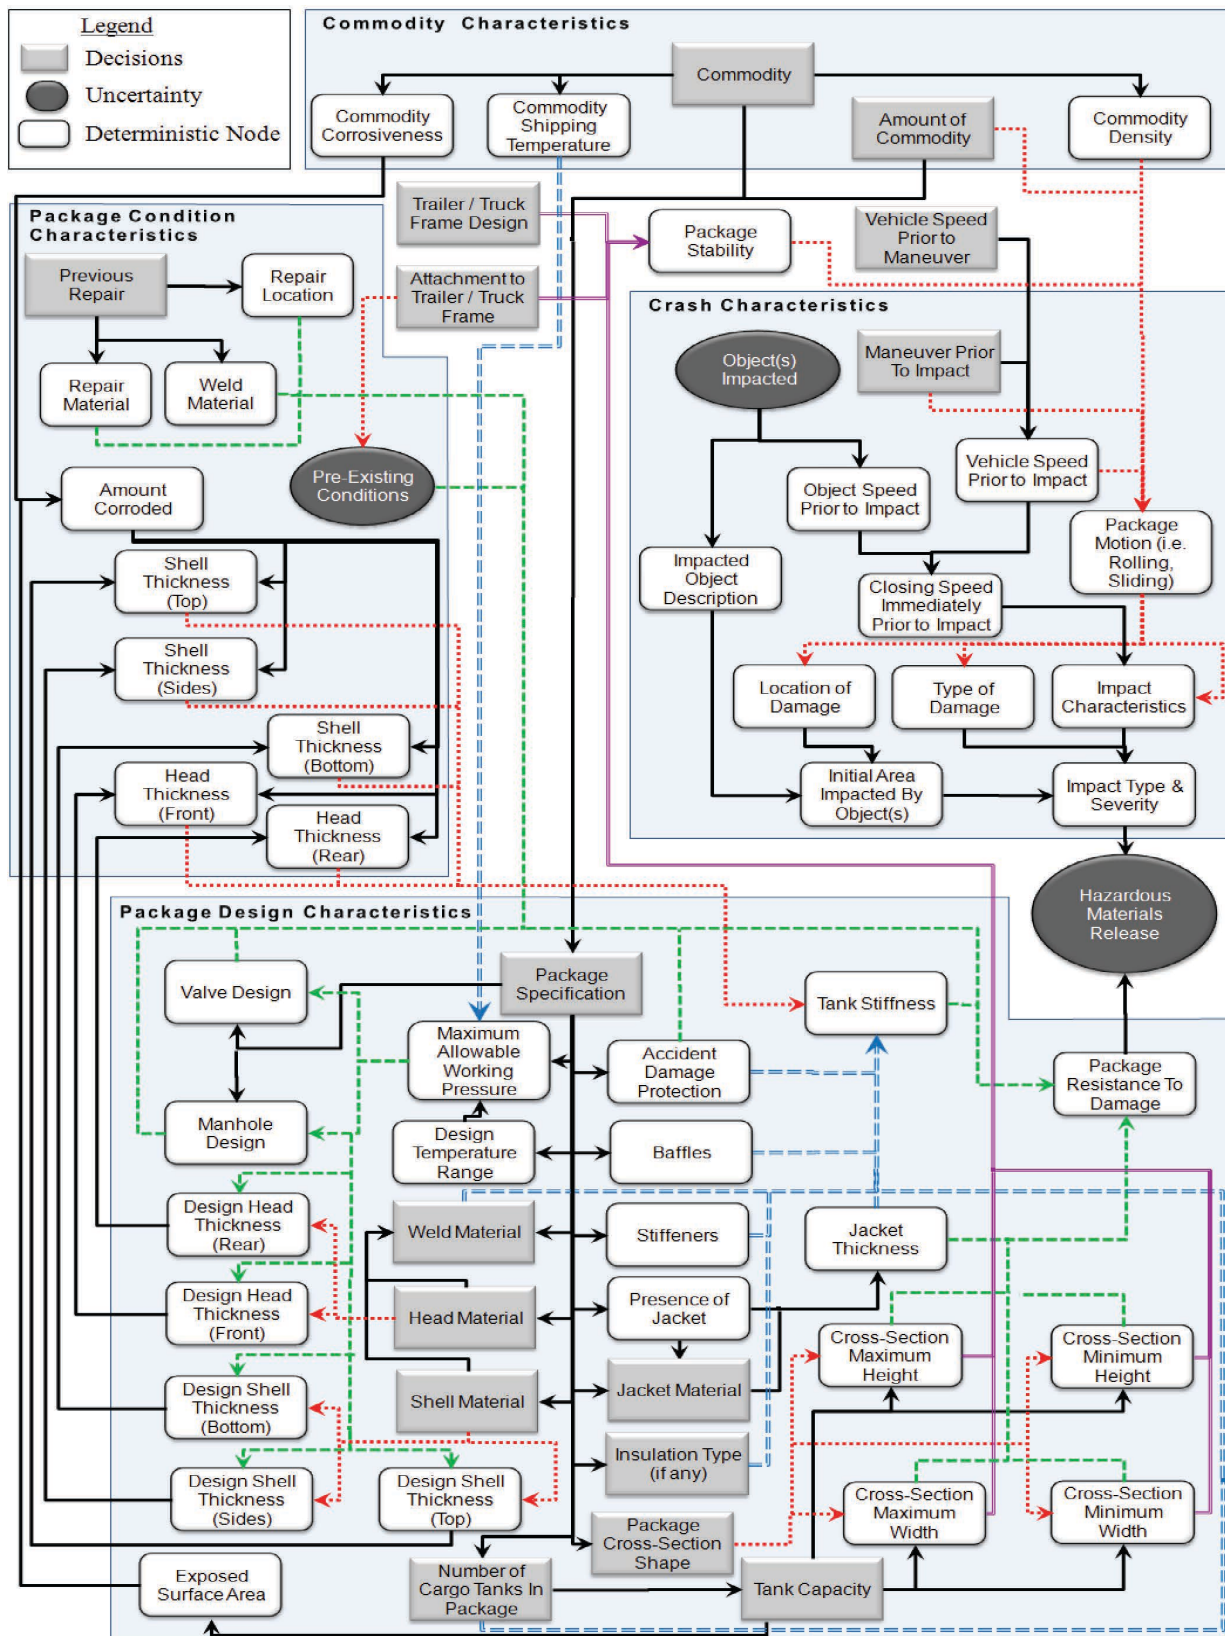 Legend
Decisions
Uncertainty
Deterministic Node
Commodity Characteristics
Commodity
Commodity
Corrosiveness
Commodity
Shipping
Temperature
Amount of
Commodity
Commodity
Density
Trailer / Truck
Frame Design
Attachment to
Trailer / Truck
Frame
Package
Stability
Vehicle Speed
Prior to
Maneuver
Package Condition
Characteristics
Previous
Repair
Repair
Location
Repair
Material
Weld
Material
Pre-Existing
Conditions
Amount
Corroded
Shell
Thickness
(Top)
Shell
Thickness
(Sides)
Shell
Thickness
(Bottom)
Head
Thickness
(Front)
Head
Thickness
(Rear)
Crash Characteristics
Object(s)
Impacted
Maneuver Prior
To Impact
Object Speed
Prior to Impact
Vehicle Speed
Prior to Impact
Package
Motion (i.e.
Rolling,
Sliding)
Impacted
Object
Description
Closing Speed
Immediately
Prior to Impact
Location of
Damage
Type of
Damage
Impact
Characteristics
Initial Area
Impacted By
Object(s)
Impact Type &
Severity
Hazardous
Materials
Release
Package Design Characteristics
Valve Design
Package
Specification
Tank Stiffness
Maximum
Allowable
Working
Pressure
Accident
Damage
Protection
Package
Resistance To
Damage
Manhole
Design
Design
Temperature
Range
Baffles
Design Head
Thickness
(Rear)
Weld Material
Stiffeners
Jacket
Thickness
Design Head
Thickness
(Front)
Head Material
Presence of
Jacket
Cross-Section
Maximum
Height
Cross-Section
Minimum
Height
Design Shell
Thickness
(Bottom)
Shell Material
Jacket Material
Design Shell
Thickness
(Sides)
Design Shell
Thickness
(Top)
Insulation Type
(if any)
Cross-Section
Maximum
Width
Cross-Section
Minimum
Width
Package
Cross-Section
Shape
Exposed
Surface Area
Number of
Cargo Tanks In
Package
Tank Capacity